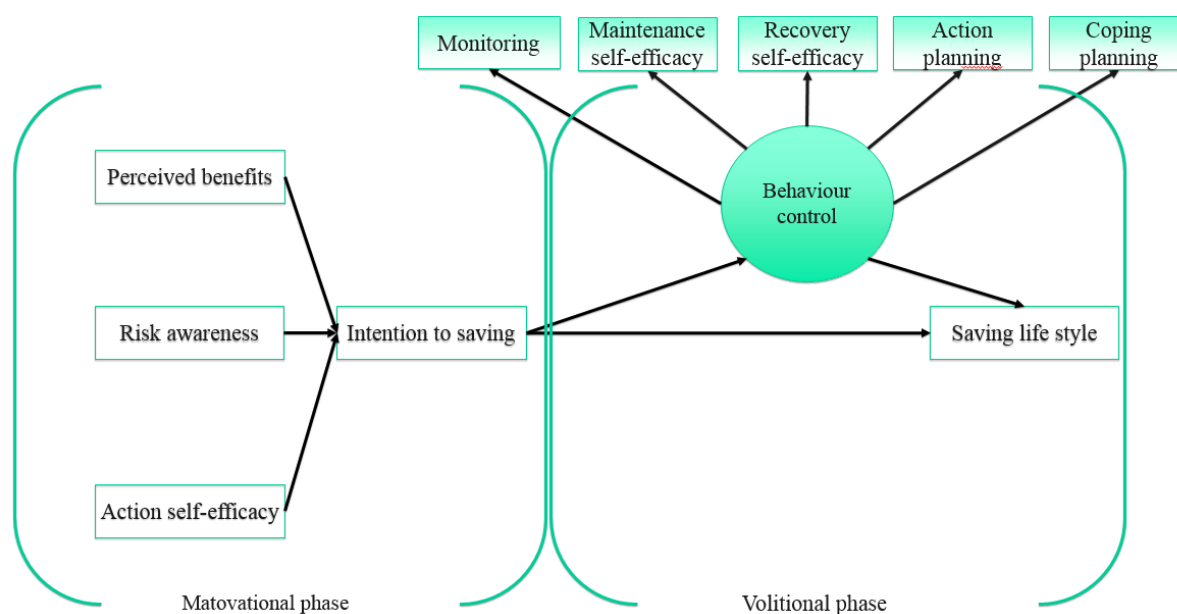 Monitoring
Maintenance
self-efficacy
Recovery
self-efficacy
Action
planning
Coping
planning
Perceived benefits
Behaviour
control
Risk awareness
Intention to saving
Saving life style
Action self-efficacy
Matovational phase
Volitional phase